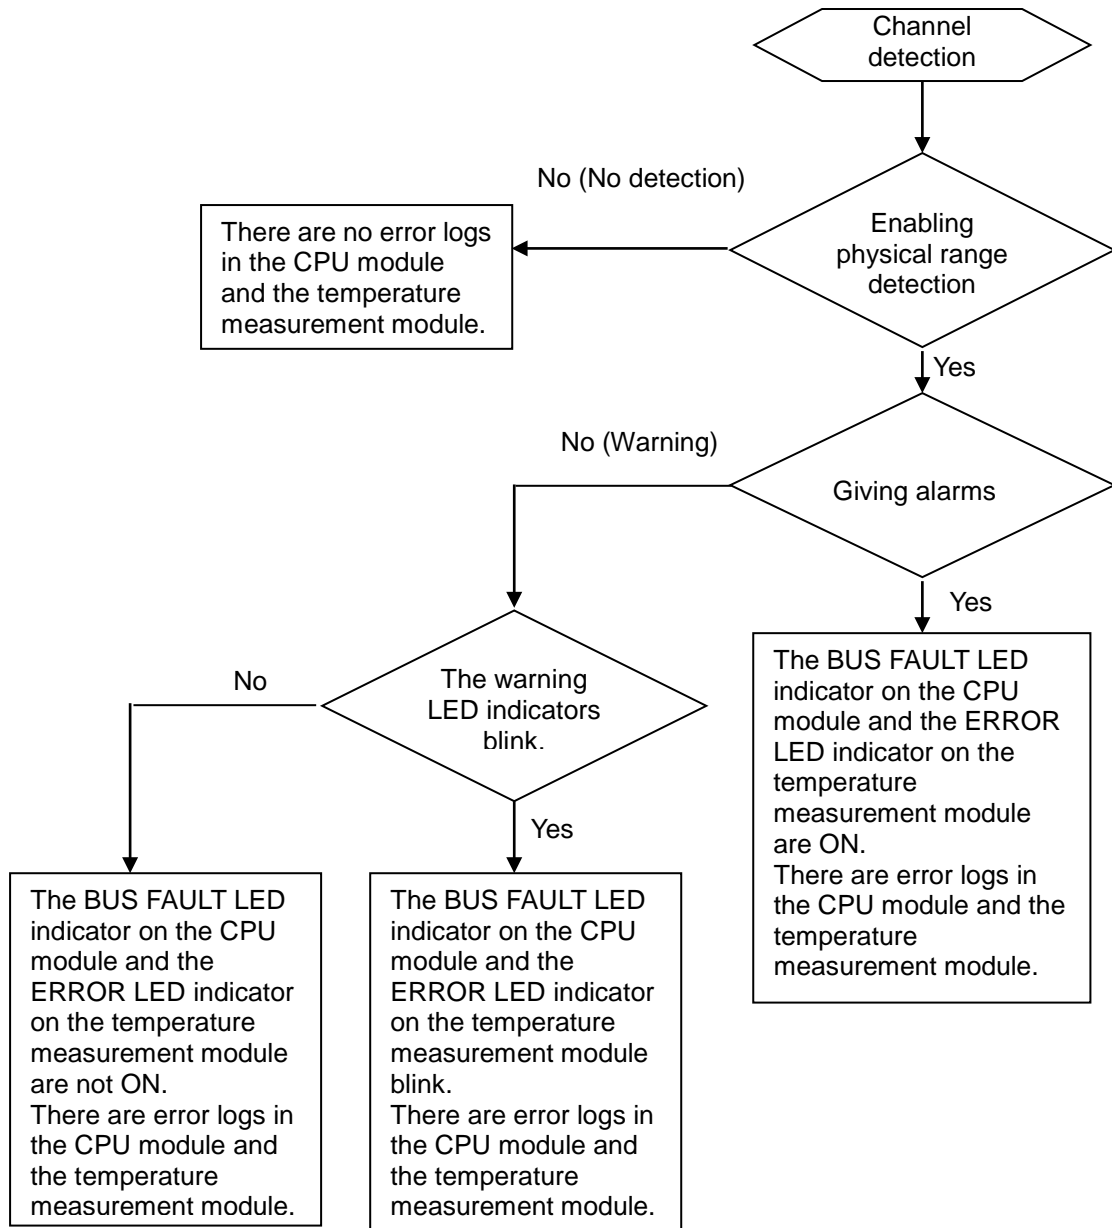 Channel
detection
No (No detection)
Enabling
physical range
detection
There are no error logs
in the CPU module
and the temperature
measurement module.
Yes
No (Warning)
Giving alarms
Yes
The BUS FAULT LED
indicator on the CPU
module and the ERROR
LED indicator on the
temperature
measurement module
are ON.
There are error logs in
the CPU module and the
temperature
measurement module.
No
The warning
LED indicators
blink.
Yes
The BUS FAULT LED
indicator on the CPU
module and the
ERROR LED indicator
on the temperature
measurement module
are not ON.
There are error logs in
the CPU module and
the temperature
measurement module.
The BUS FAULT LED
indicator on the CPU
module and the
ERROR LED indicator
on the temperature
measurement module
blink.
There are error logs in
the CPU module and
the temperature
measurement module.